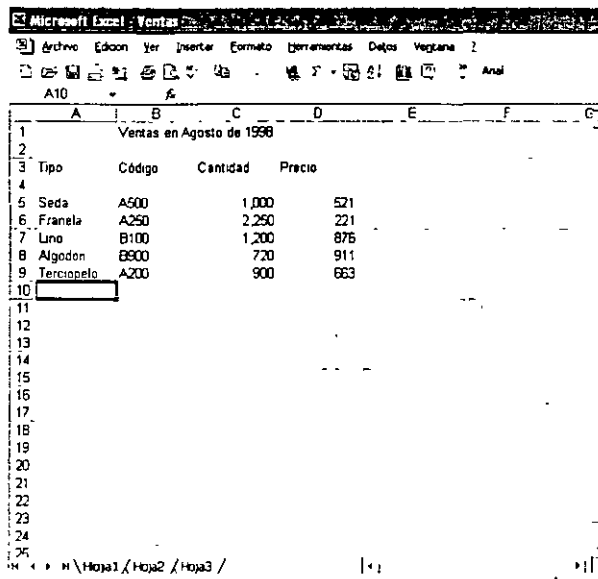 Microsoft Excel - Ventas
Archivo Edicion Ver Insertar Formato Herramientas Datos Ventana ?
Arial
A10 fx
A B C D E F G
1 Ventas en Agosto de 1998
2
3 Tipo Código Cantidad Precio
4
5 Seda A500 1,000 521
6 Franela A250 2,250 221
7 Lino B100 1,200 876
8 Algodon B900 720 911
9 Terciopelo A200 900 663
10
11
12
13
14
15
16
17
18
19
20
21
22
23
24
25
Hoja1 / Hoja2 / Hoja3 /